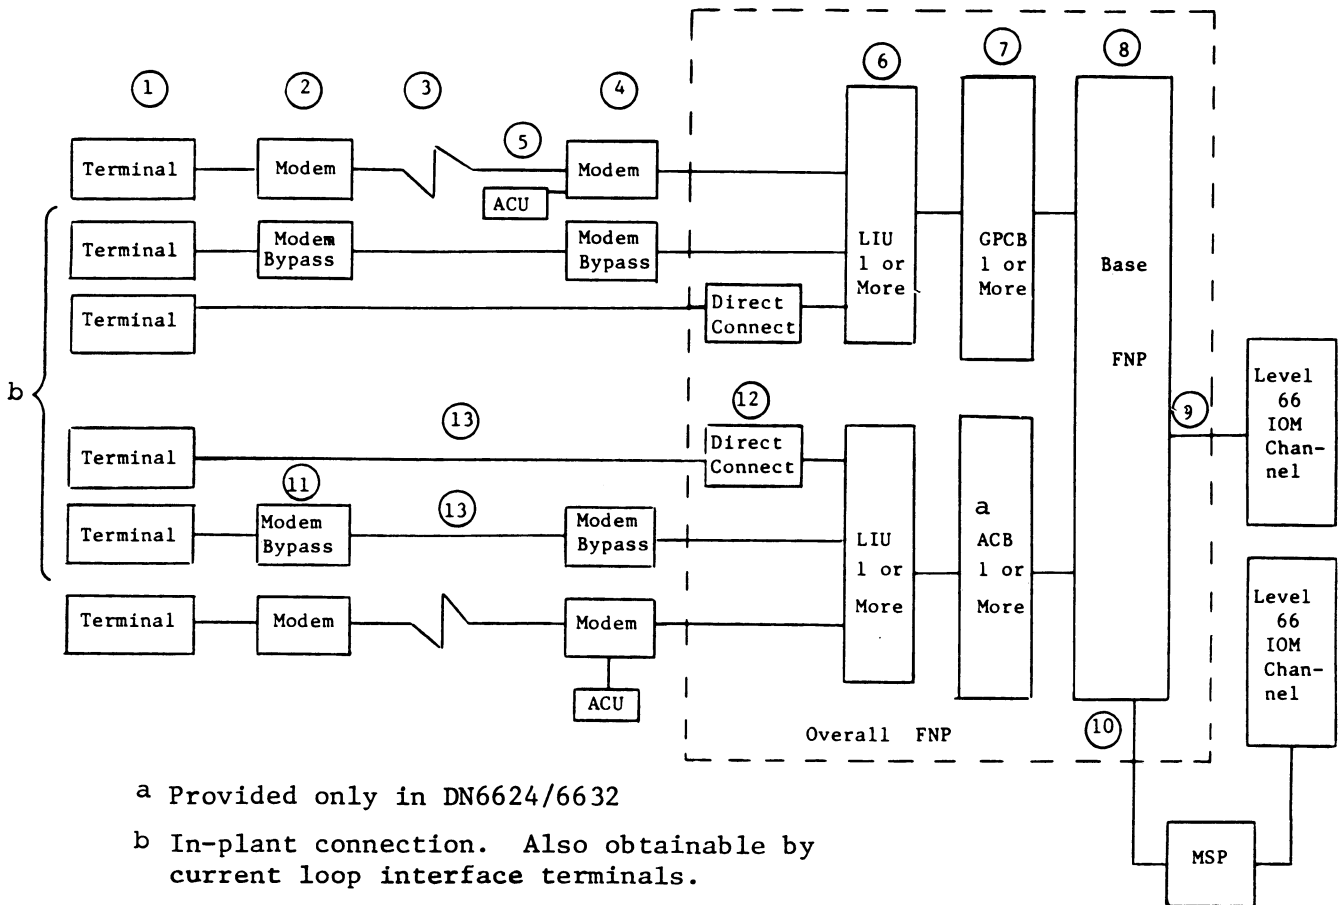 1 2 3 4 5 6 7 8
Terminal Modem Modem
ACU
Terminal Modem Bypass Modem Bypass
Terminal Direct Connect
LIU
1 or
More
GPCB
1 or
More
Base
FNP
b
9
Level
66
IOM
Chan-
nel
13 12
Terminal Direct Connect
11 13
Terminal Modem Bypass Modem Bypass
Terminal Modem Modem
ACU
LIU
1 or
More
a
ACB
1 or
More
Level
66
IOM
Chan-
nel
Overall FNP
10
MSP
a Provided only in DN6624/6632
b In-plant connection. Also obtainable by
current loop interface terminals.